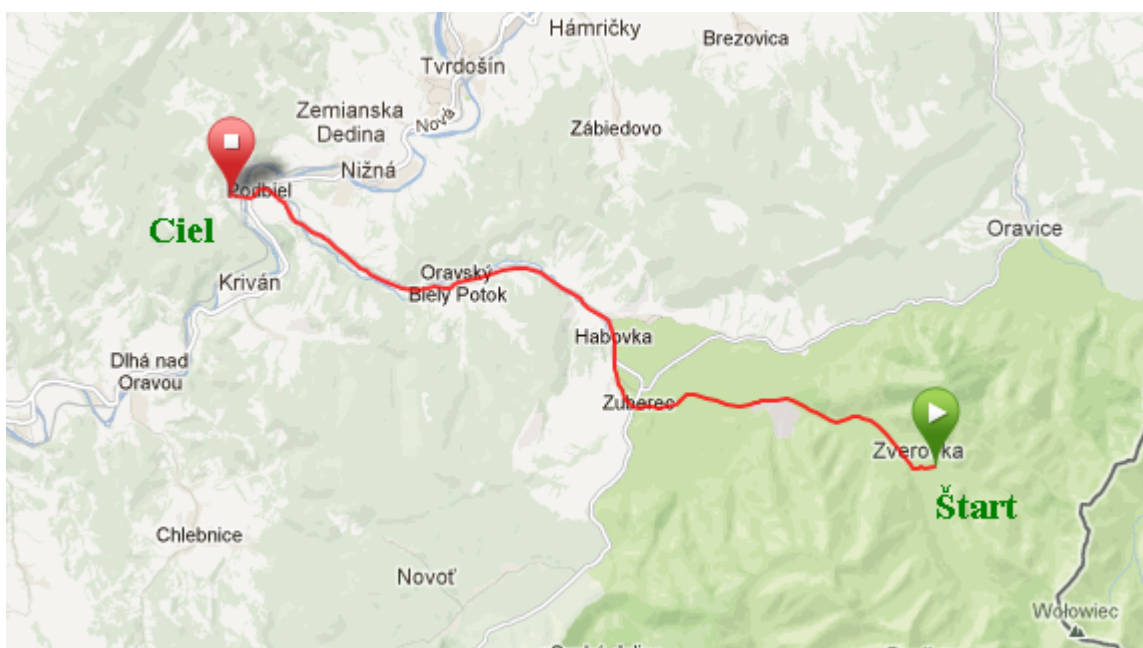 Hámričky
Brezovica
Tvrdošín
Zemianska
Dedina
Nová
Zábiedovo
Nižná
Podbiel
Ciel
Oravice
Kriván
Oravský
Biely Potok
Habovka
Dlhá nad
Oravou
Zuberec
Zverovka
Štart
Chlebnice
Novoť
Wołowiec